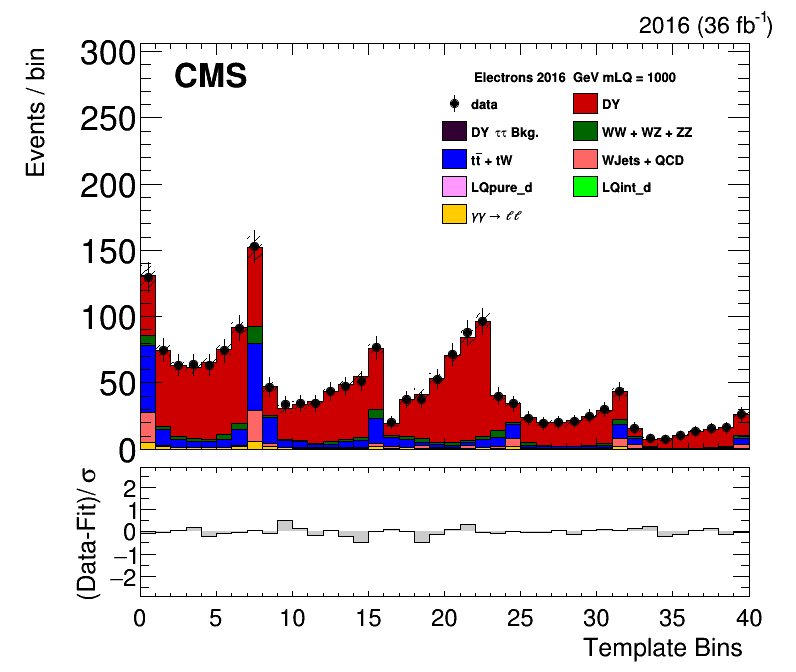 2016 (36 fb-1)
Events / bin
300
250
200
150
100
50
0
CMS
Electrons 2016 GeV mLQ = 1000
data
DY
DY ττ Bkg.
WW + WZ + ZZ
tt̄ + tW
WJets + QCD
LQpure_d
LQint_d
γγ → ℓℓ
(Data-Fit)/ σ
2
1
0
−1
−2
0 5 10 15 20 25 30 35 40
Template Bins